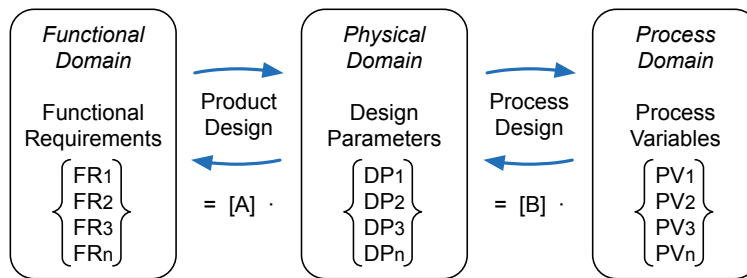 Functional
Domain
Functional
Requirements
FR1
FR2
FR3
FRn
Product
Design
= [A] ·
Physical
Domain
Design
Parameters
DP1
DP2
DP3
DPn
Process
Design
= [B] ·
Process
Domain
Process
Variables
PV1
PV2
PV3
PVn